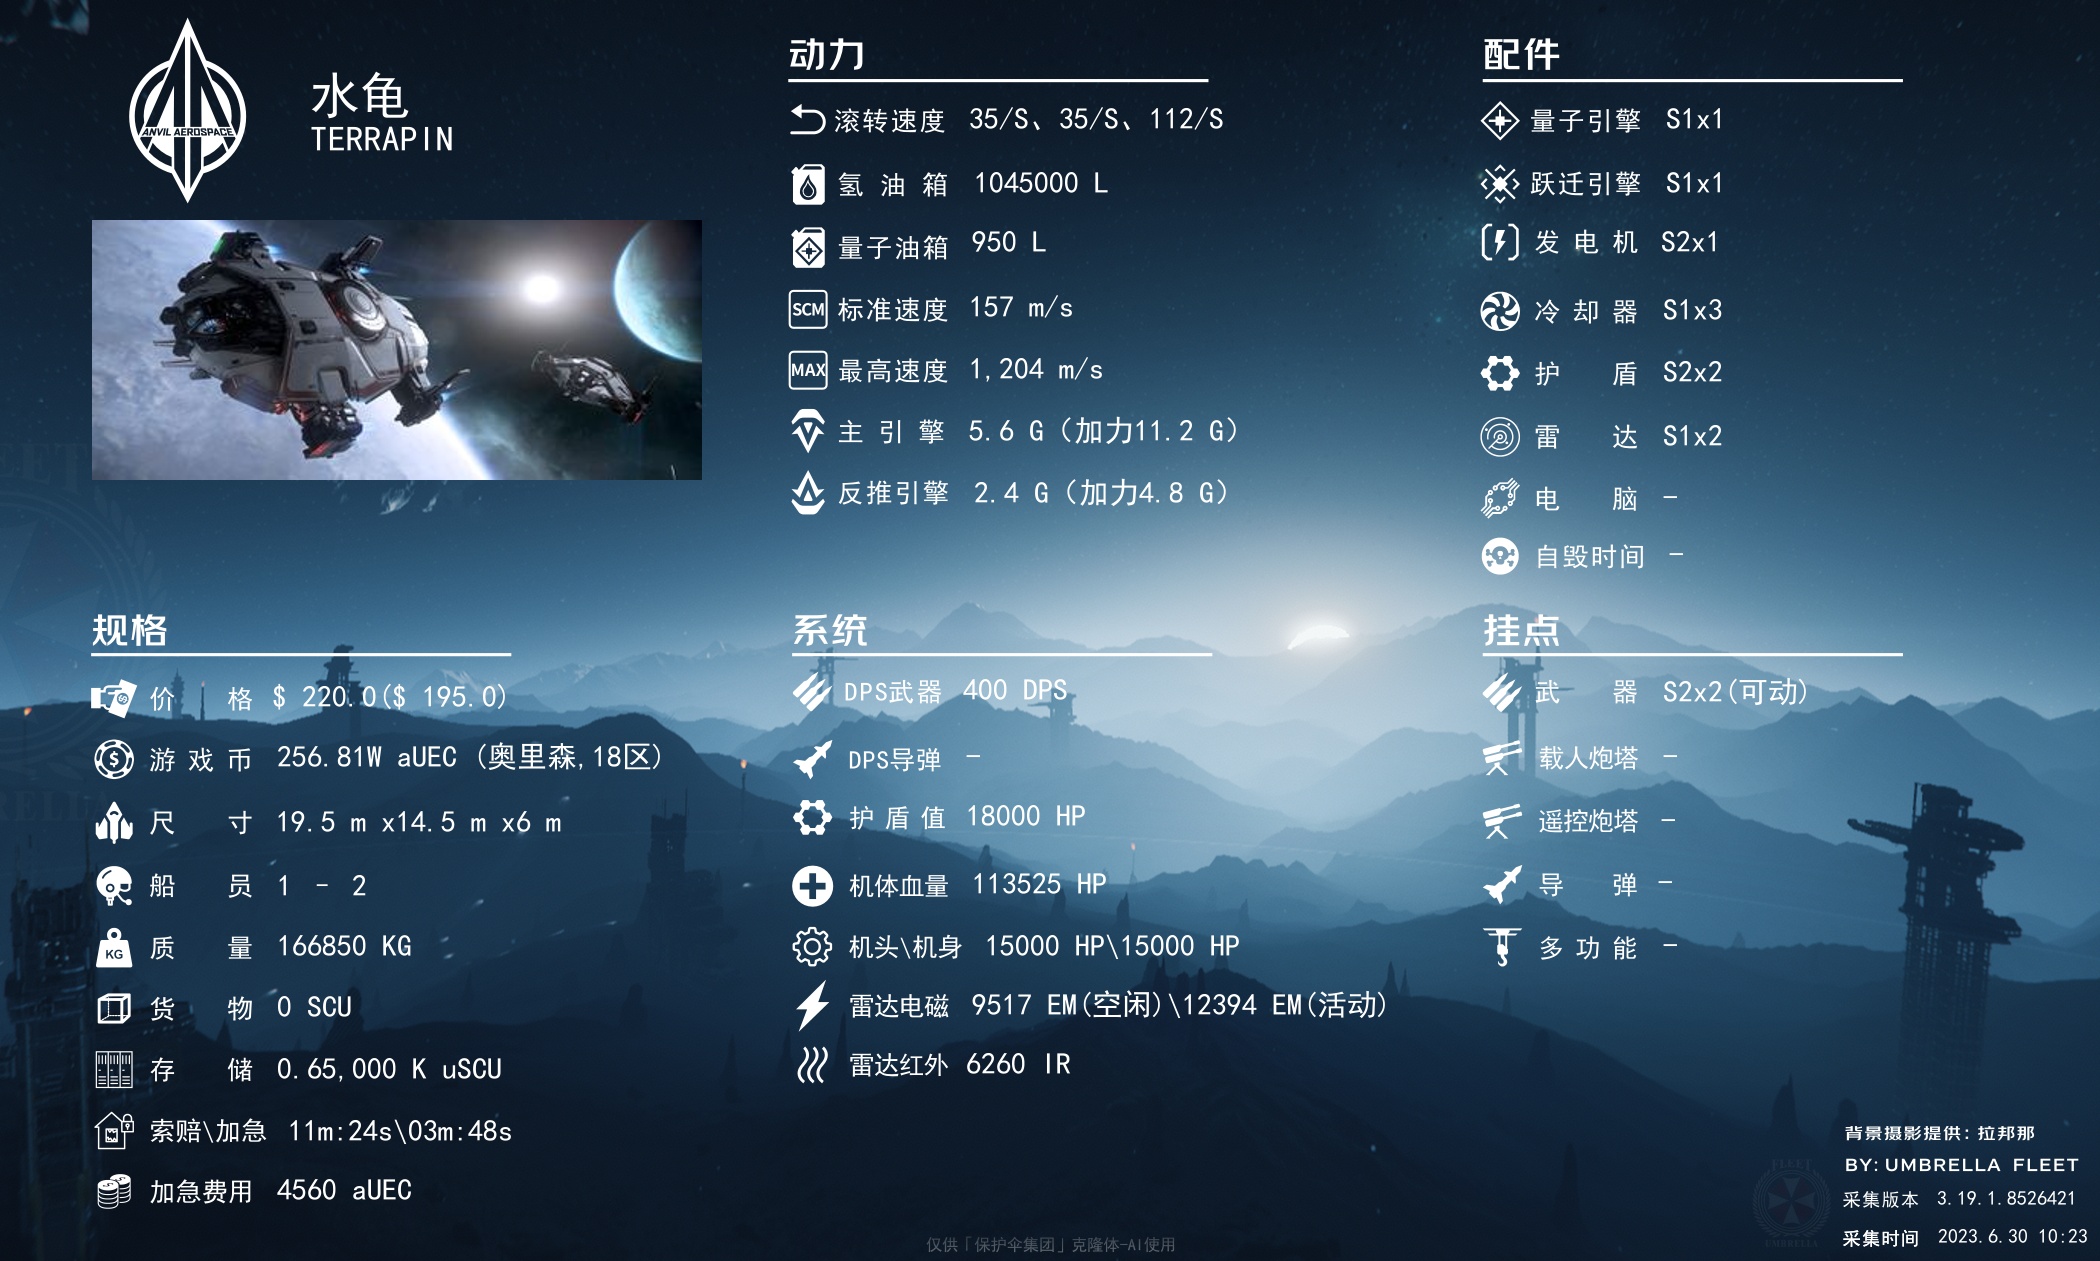 ANVIL AEROSPACE
水龟
TERRAPIN
动力
滚转速度 35/S、35/S、112/S
氢油箱 1045000 L
量子油箱 950 L
SCM 标准速度 157 m/s
MAX 最高速度 1,204 m/s
主引擎 5.6 G（加力11.2 G）
反推引擎 2.4 G（加力4.8 G）
配件
量子引擎 S1x1
跃迁引擎 S1x1
发电机 S2x1
冷却器 S1x3
护盾 S2x2
雷达 S1x2
电脑 -
自毁时间 -
规格
价格 $ 220.0($ 195.0)
游戏币 256.81W aUEC (奥里森,18区)
尺寸 19.5 m x14.5 m x6 m
船员 1 - 2
KG 质量 166850 KG
货物 0 SCU
存储 0.65,000 K uSCU
索赔\加急 11m:24s\03m:48s
加急费用 4560 aUEC
系统
DPS武器 400 DPS
DPS导弹 -
护盾值 18000 HP
机体血量 113525 HP
机头\机身 15000 HP\15000 HP
雷达电磁 9517 EM(空闲)\12394 EM(活动)
雷达红外 6260 IR
挂点
武器 S2x2(可动)
载人炮塔 -
遥控炮塔 -
导弹 -
多功能 -
背景摄影提供：拉邦那
BY: UMBRELLA FLEET
采集版本 3.19.1.8526421
采集时间 2023.6.30 10:23
FLEET
UMBRELLA
仅供「保护伞集团」克隆体-AI使用